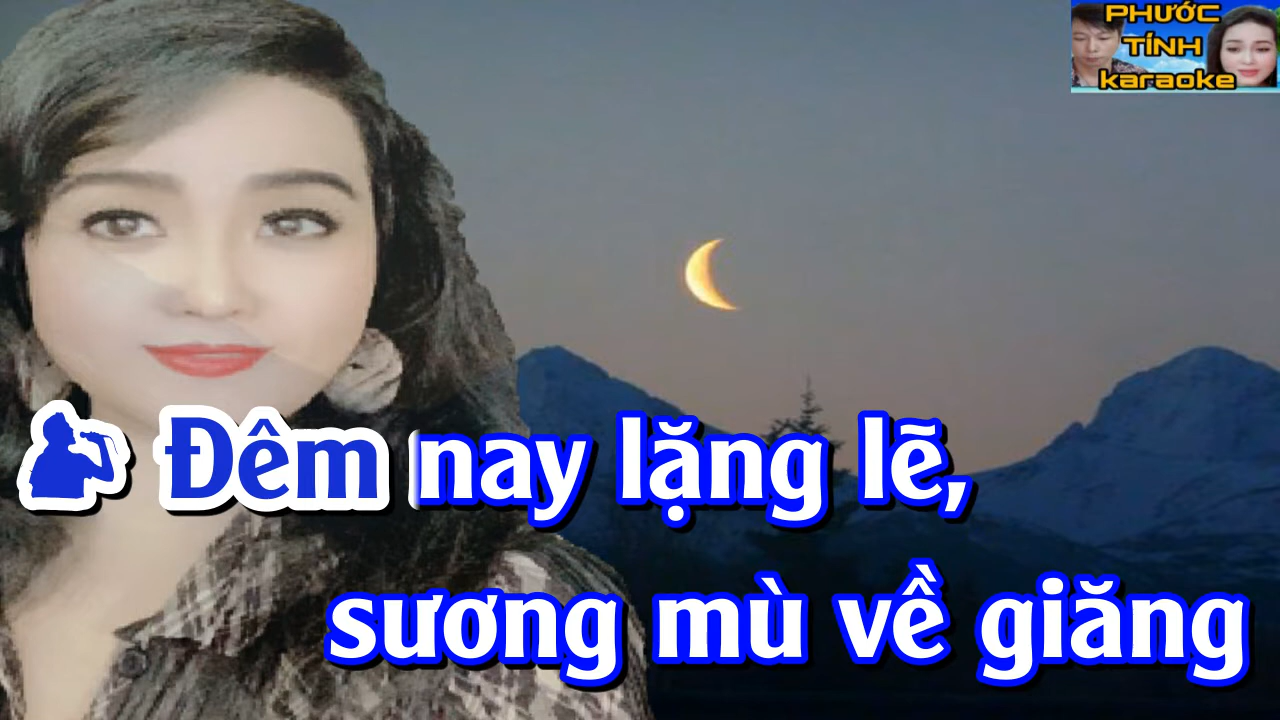 PHƯỚC
TÍNH
karaoke
Đêm nay lặng lẽ,
sương mù về giăng